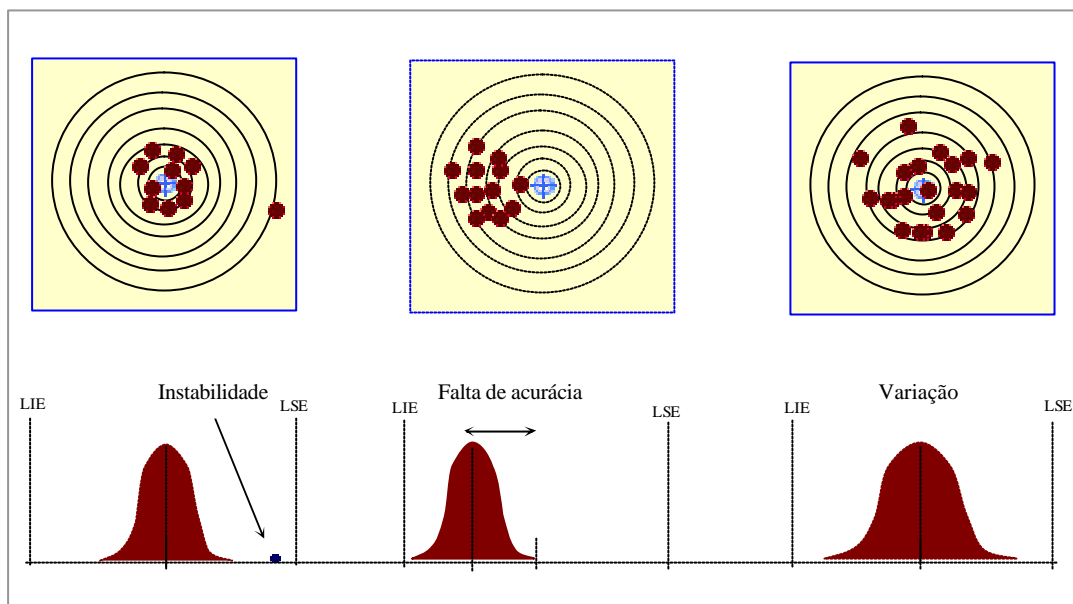 Instabilidade
Falta de acurácia
Variação
LIE
LSE
LIE
LSE
LIE
LSE